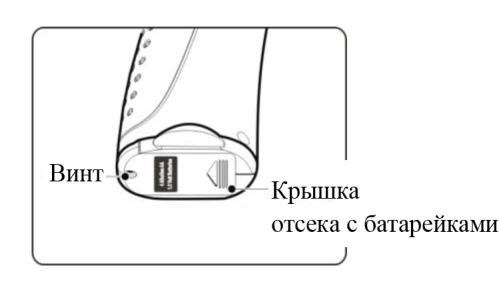 Винт
Крышка
отсека с батарейками